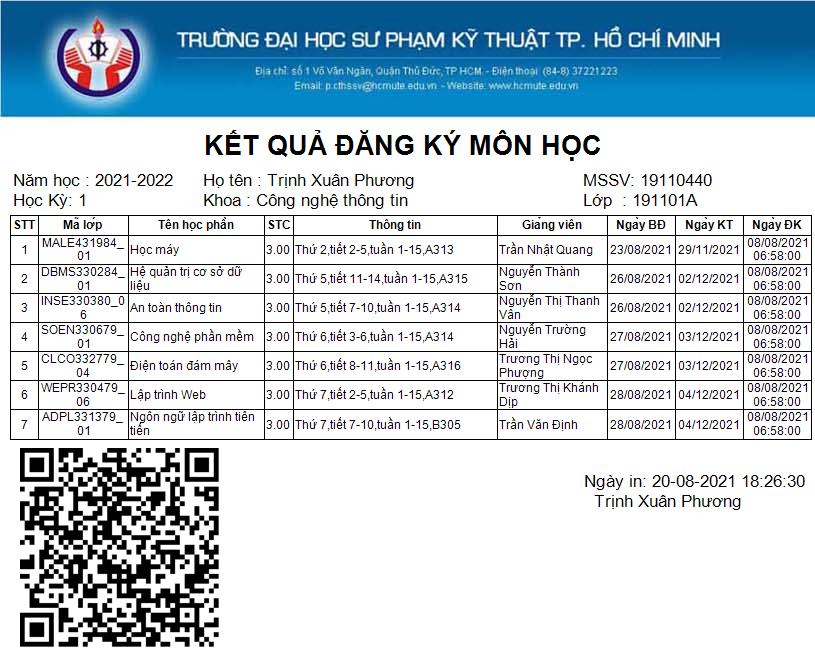 TRƯỜNG ĐẠI HỌC SƯ PHẠM KỸ THUẬT TP. HỒ CHÍ MINH
Địa chỉ: số 1 Võ Văn Ngân, Quận Thủ Đức, TP HCM. - Điện thoại: (84-8) 37221223
Email: p.cthssv@hcmute.edu.vn - Website: www.hcmute.edu.vn
KẾT QUẢ ĐĂNG KÝ MÔN HỌC
Năm học : 2021-2022 Họ tên : Trịnh Xuân Phương MSSV: 19110440
Học Kỳ: 1 Khoa : Công nghệ thông tin Lớp : 191101A
STT Mã lớp Tên học phần STC Thông tin Giảng viên Ngày BĐ Ngày KT Ngày ĐK
1 MALE431984_01 Học máy 3.00 Thứ 2,tiết 2-5,tuần 1-15,A313 Trần Nhật Quang 23/08/2021 29/11/2021 08/08/2021 06:58:00
2 DBMS330284_01 Hệ quản trị cơ sở dữ liệu 3.00 Thứ 5,tiết 11-14,tuần 1-15,A315 Nguyễn Thành Sơn 26/08/2021 02/12/2021 08/08/2021 06:58:00
3 INSE330380_06 An toàn thông tin 3.00 Thứ 5,tiết 7-10,tuần 1-15,A314 Nguyễn Thị Thanh Vân 26/08/2021 02/12/2021 08/08/2021 06:58:00
4 SOEN330679_01 Công nghệ phần mềm 3.00 Thứ 6,tiết 3-6,tuần 1-15,A314 Nguyễn Trường Hải 27/08/2021 03/12/2021 08/08/2021 06:58:00
5 CLCO332779_04 Điện toán đám mây 3.00 Thứ 6,tiết 8-11,tuần 1-15,A316 Trương Thị Ngọc Phượng 27/08/2021 03/12/2021 08/08/2021 06:58:00
6 WEPR330479_06 Lập trình Web 3.00 Thứ 7,tiết 2-5,tuần 1-15,A312 Trương Thị Khánh Dịp 28/08/2021 04/12/2021 08/08/2021 06:58:00
7 ADPL331379_01 Ngôn ngữ lập trình tiên tiến 3.00 Thứ 7,tiết 7-10,tuần 1-15,B305 Trần Văn Định 28/08/2021 04/12/2021 08/08/2021 06:58:00
Ngày in: 20-08-2021 18:26:30
Trịnh Xuân Phương